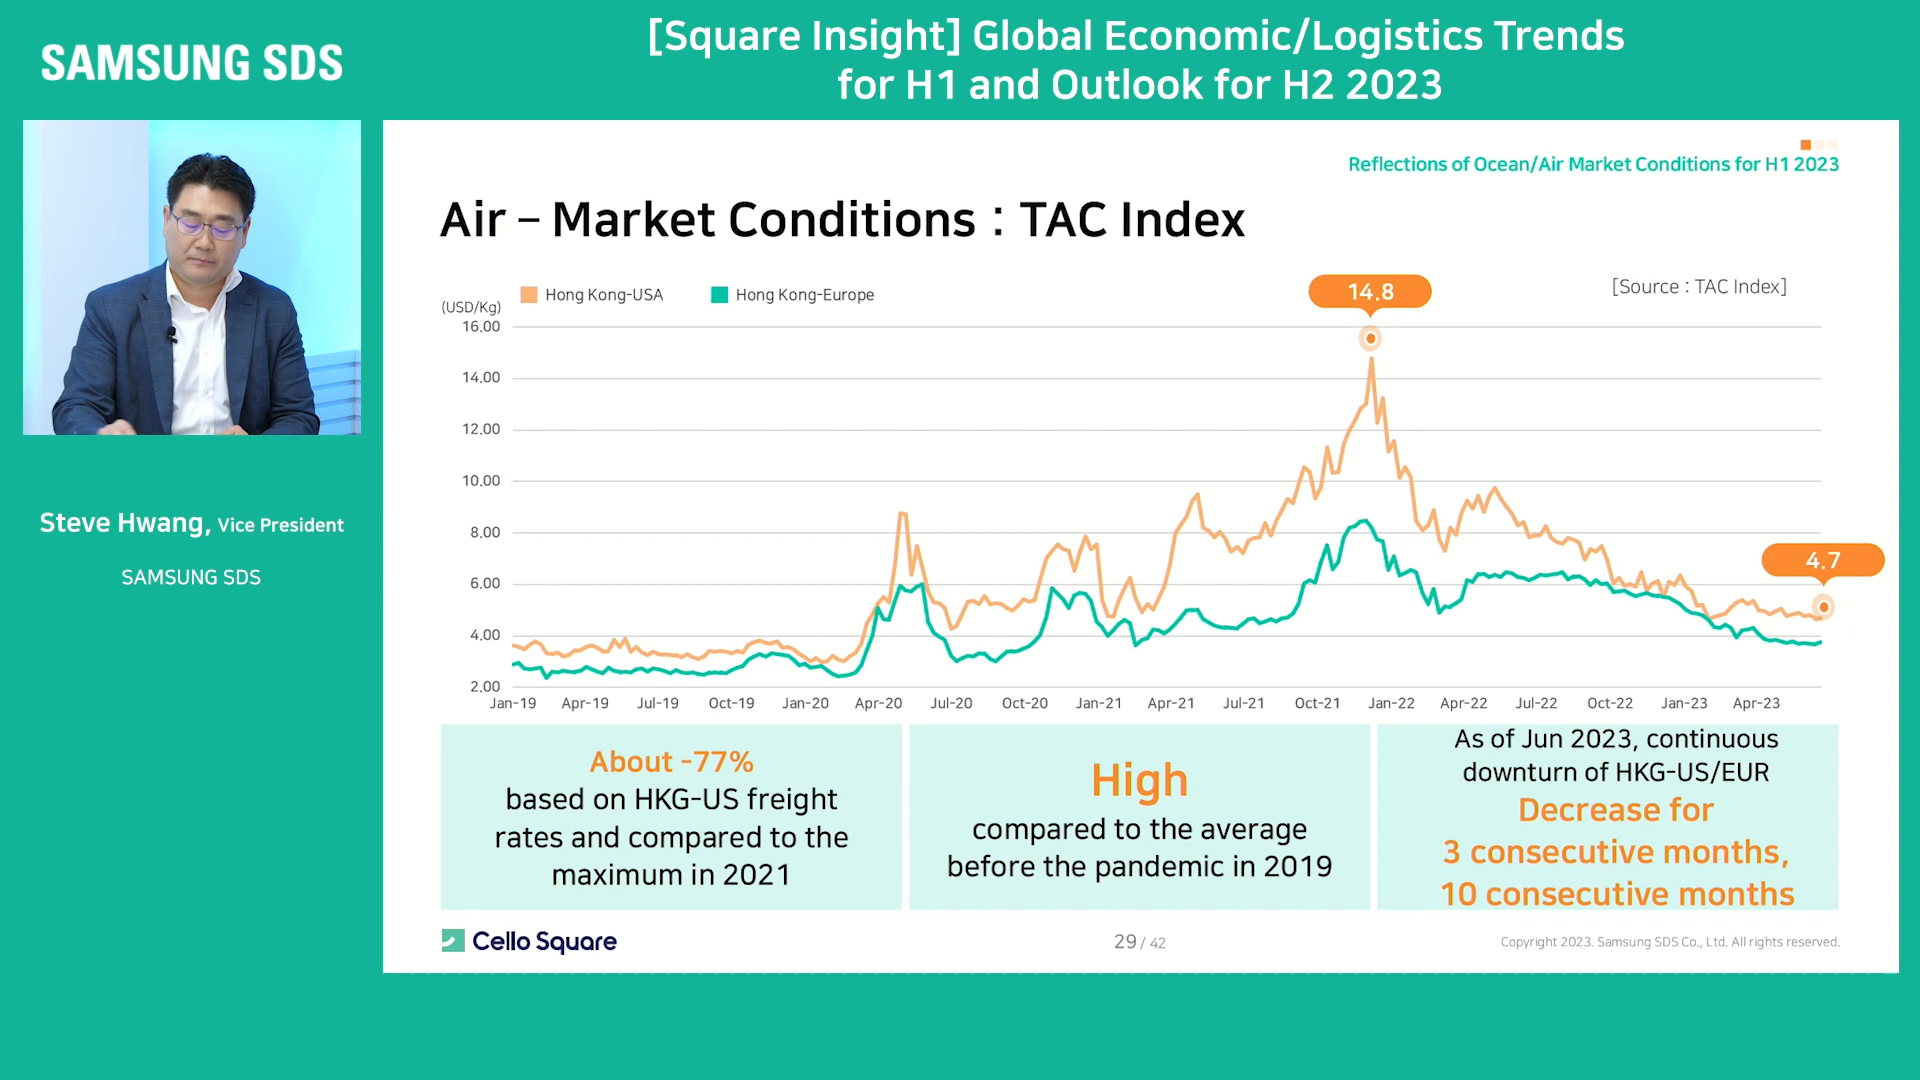 SAMSUNG SDS
[Square Insight] Global Economic/Logistics Trends
for H1 and Outlook for H2 2023
Steve Hwang, Vice President
SAMSUNG SDS
Reflections of Ocean/Air Market Conditions for H1 2023
Air – Market Conditions : TAC Index
(USD/Kg)
Hong Kong-USA
Hong Kong-Europe
[Source : TAC Index]
14.8
4.7
16.00
14.00
12.00
10.00
8.00
6.00
4.00
2.00
Jan-19 Apr-19 Jul-19 Oct-19 Jan-20 Apr-20 Jul-20 Oct-20 Jan-21 Apr-21 Jul-21 Oct-21 Jan-22 Apr-22 Jul-22 Oct-22 Jan-23 Apr-23
About -77%
based on HKG-US freight
rates and compared to the
maximum in 2021
High
compared to the average
before the pandemic in 2019
As of Jun 2023, continuous
downturn of HKG-US/EUR
Decrease for
3 consecutive months,
10 consecutive months
Cello Square
29 / 42
Copyright 2023. Samsung SDS Co., Ltd. All rights reserved.